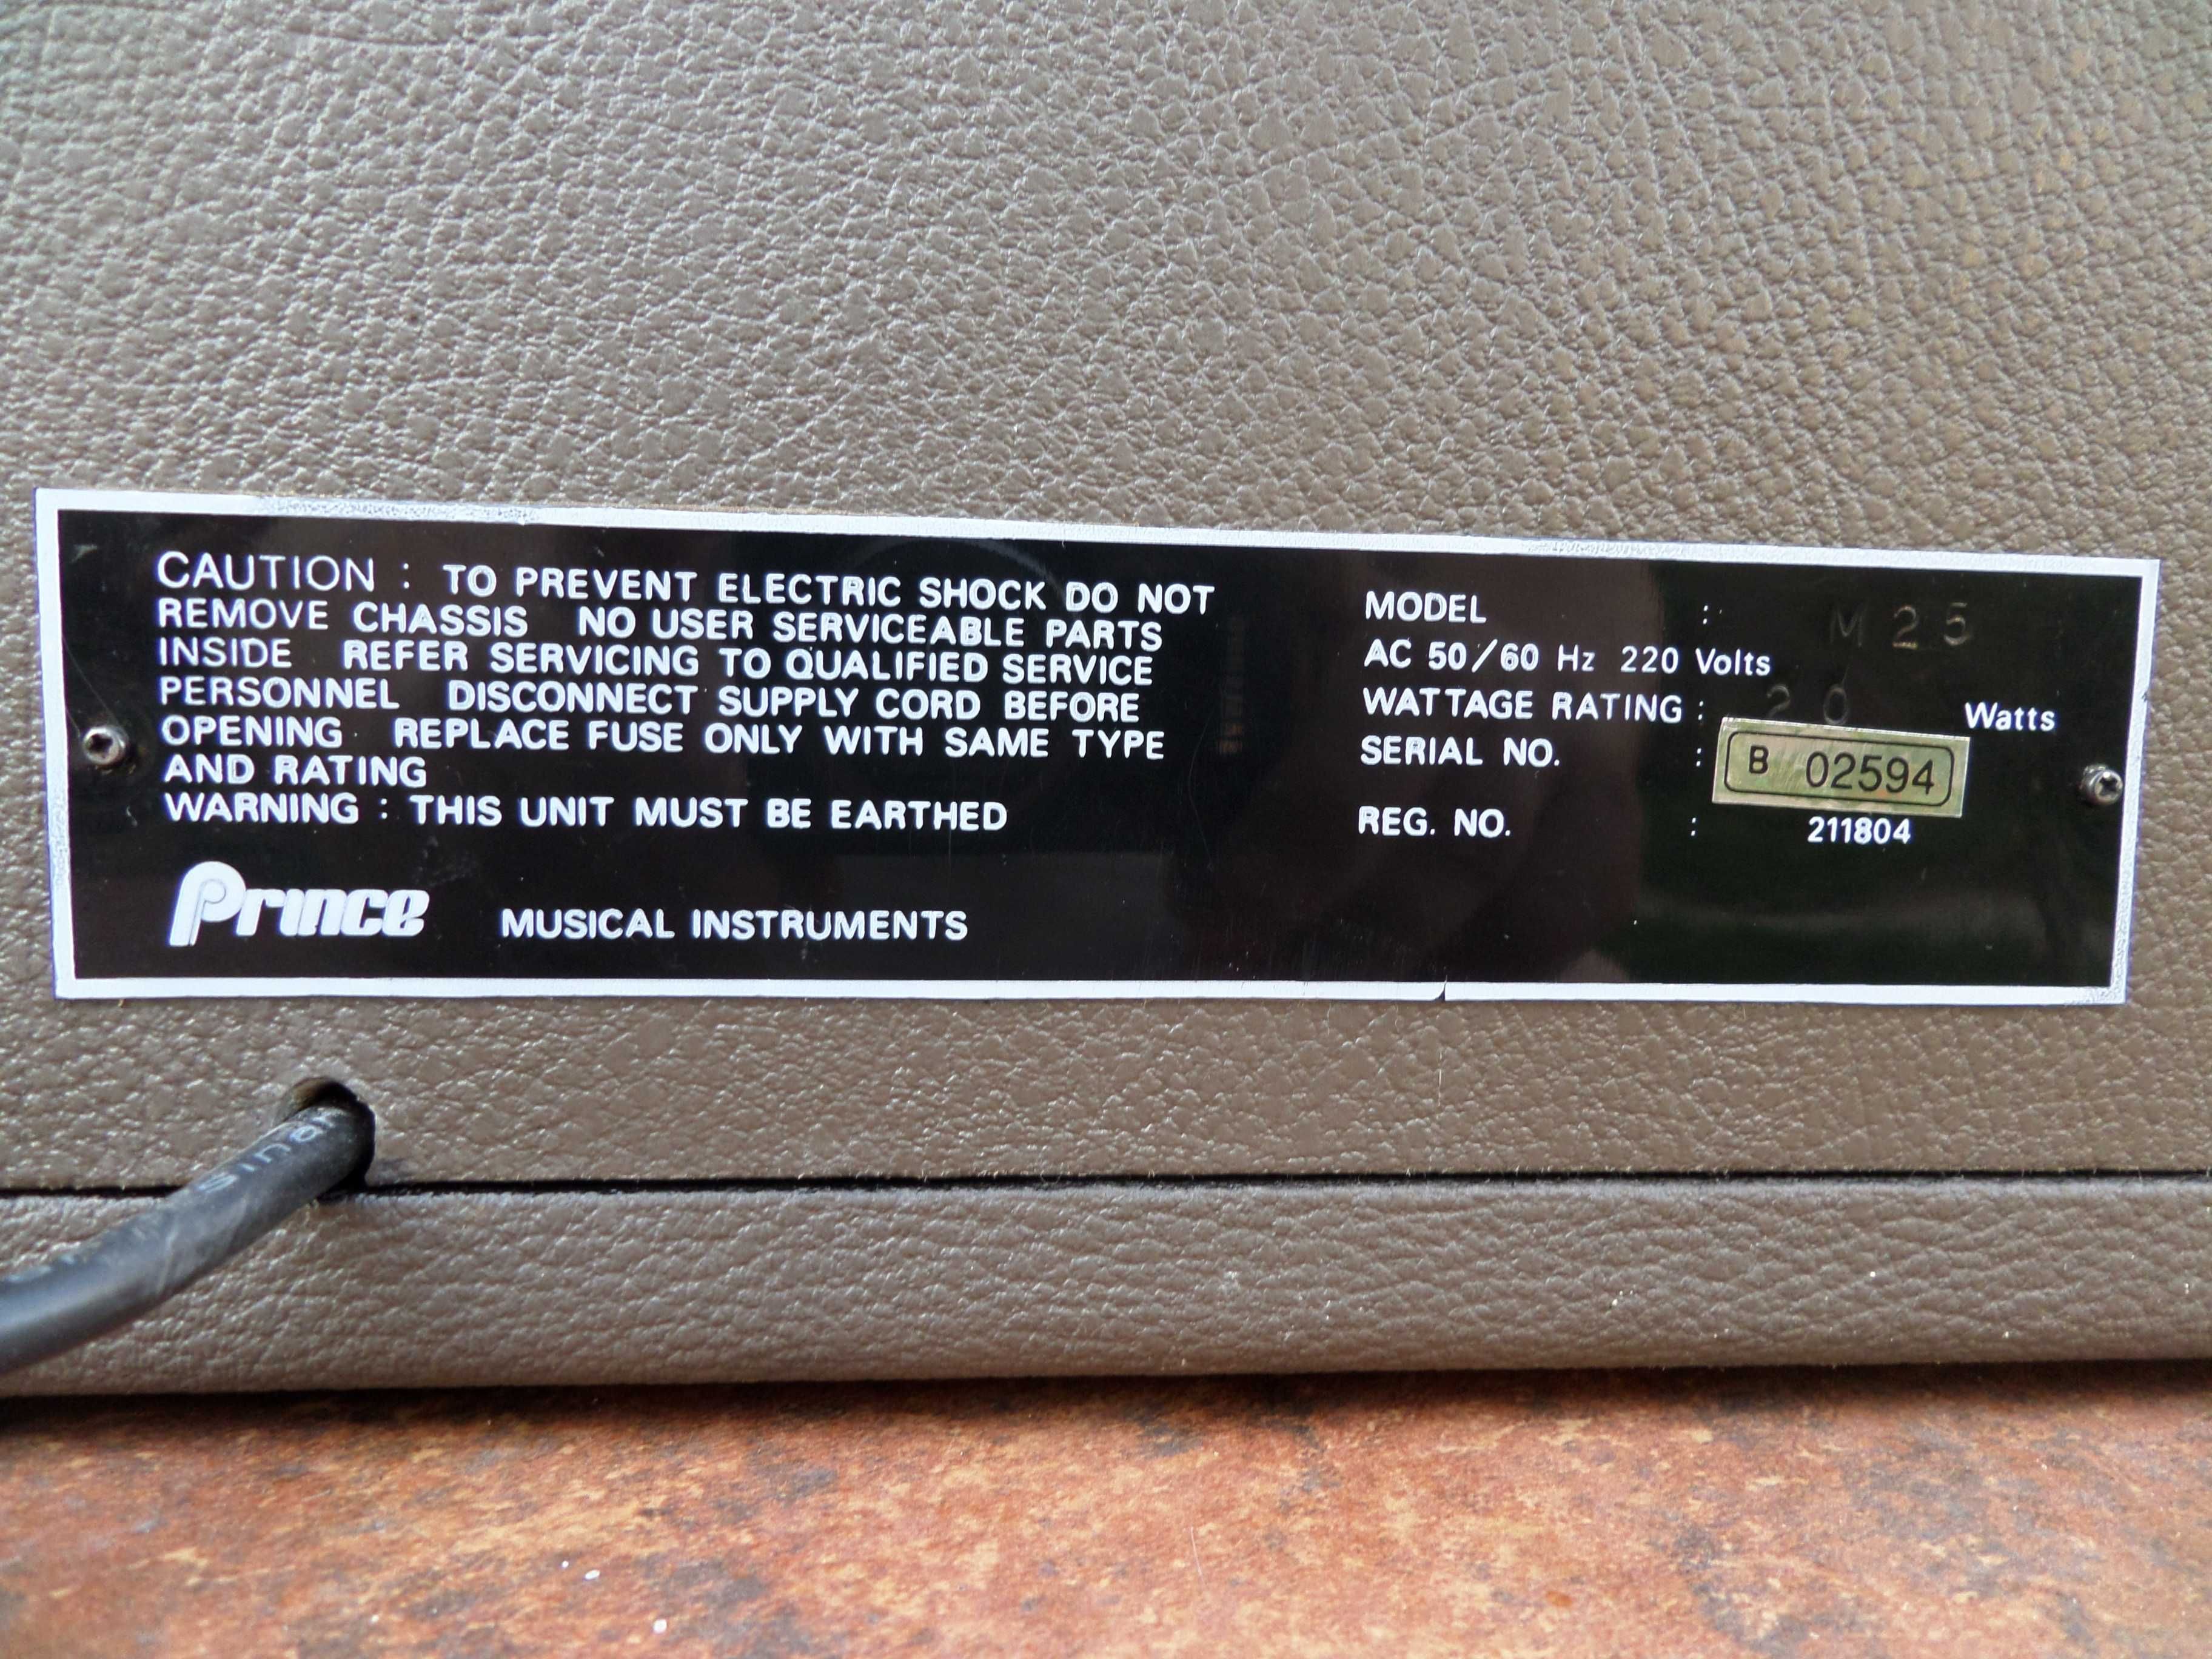 CAUTION : TO PREVENT ELECTRIC SHOCK DO NOT
REMOVE CHASSIS NO USER SERVICEABLE PARTS
INSIDE REFER SERVICING TO QUALIFIED SERVICE
PERSONNEL DISCONNECT SUPPLY CORD BEFORE
OPENING REPLACE FUSE ONLY WITH SAME TYPE
AND RATING
WARNING : THIS UNIT MUST BE EARTHED
Prince MUSICAL INSTRUMENTS
MODEL : M 25
AC 50/60 Hz 220 Volts
WATTAGE RATING : 20 Watts
SERIAL NO. : B 02594
REG. NO. : 211804